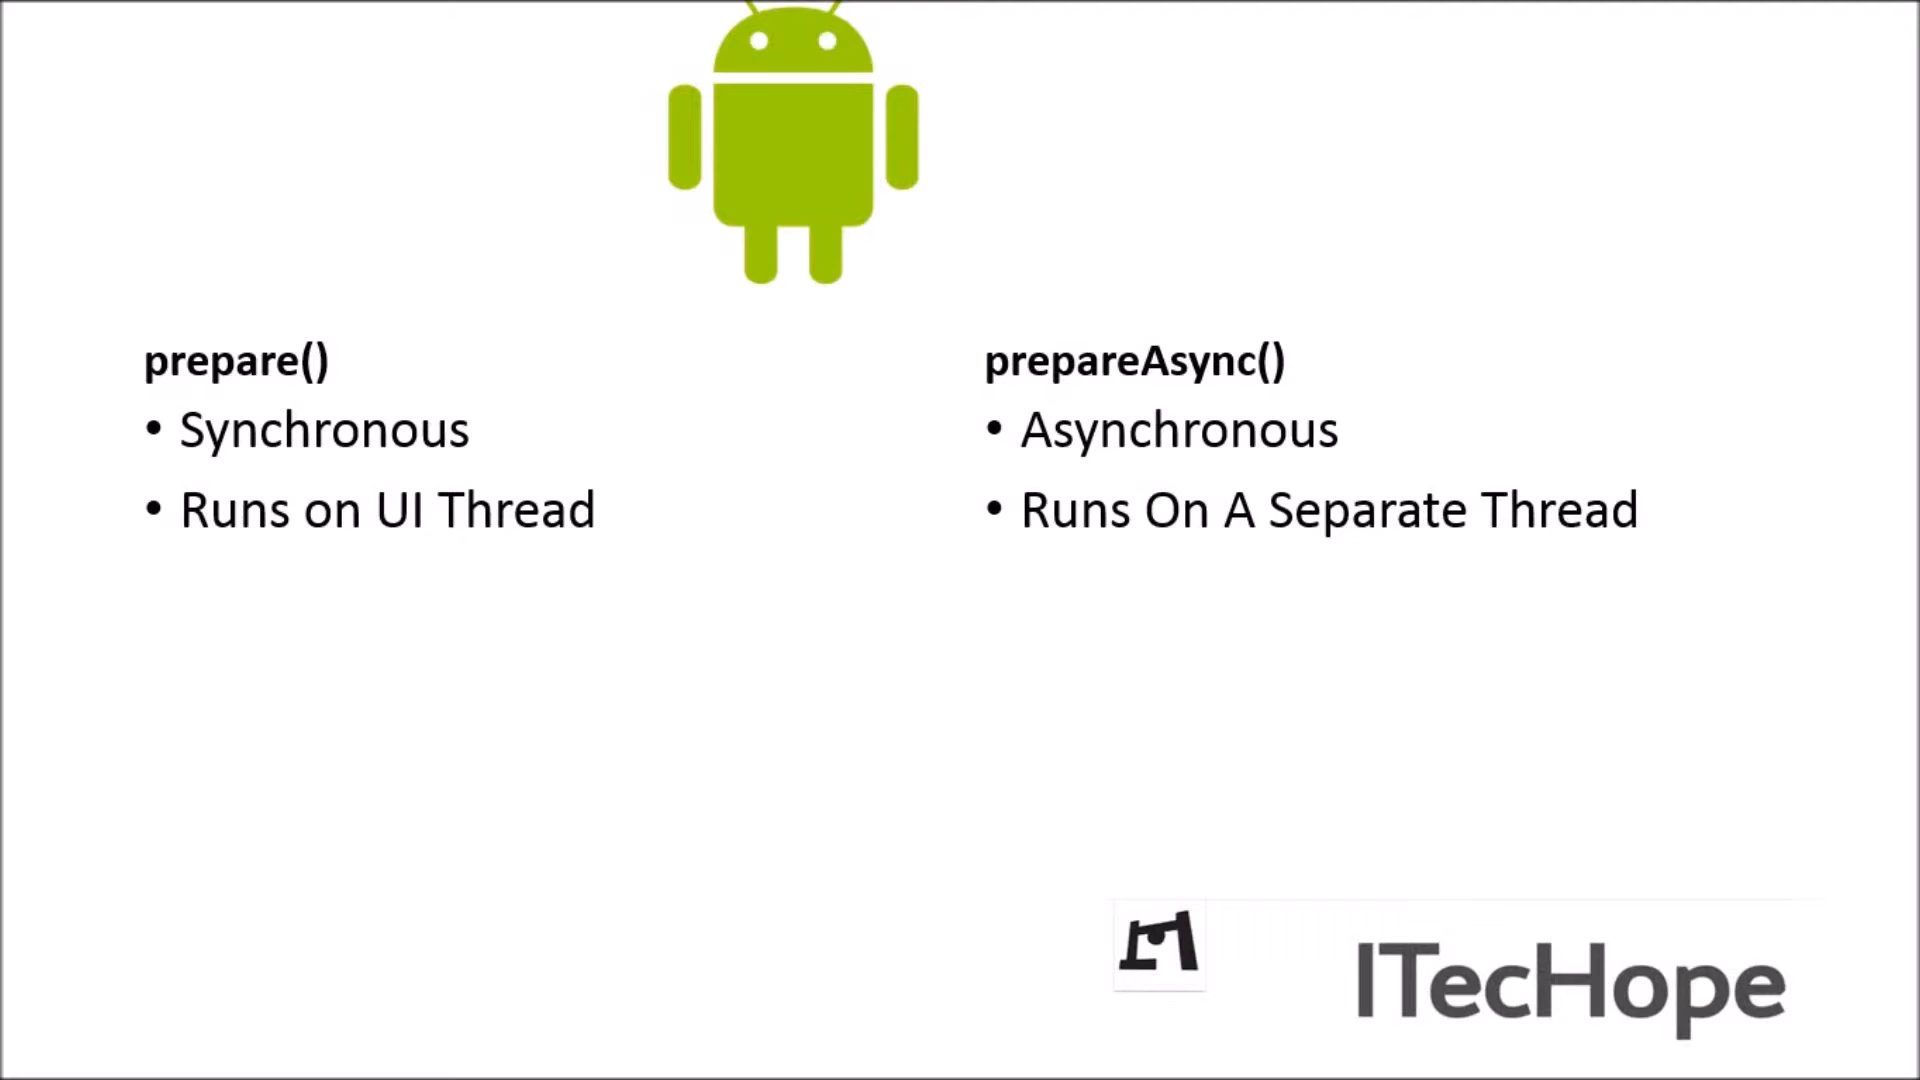 prepare()
• Synchronous
• Runs on UI Thread
prepareAsync()
• Asynchronous
• Runs On A Separate Thread
ITecHope